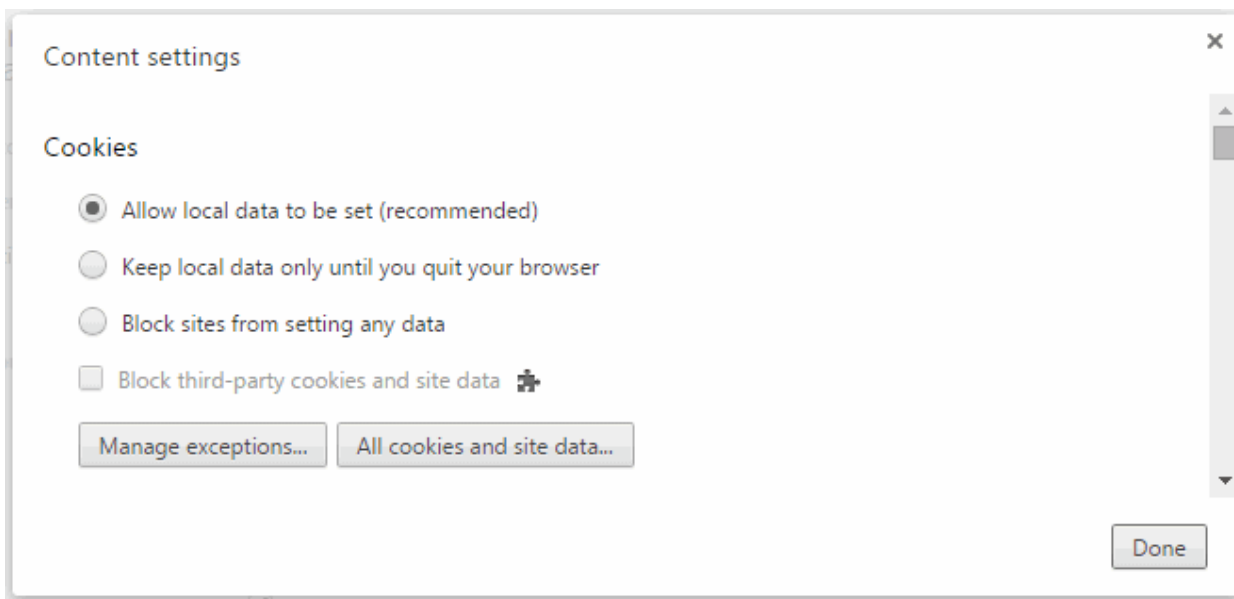 Content settings
Cookies
Allow local data to be set (recommended)
Keep local data only until you quit your browser
Block sites from setting any data
Block third-party cookies and site data
Manage exceptions... All cookies and site data...
Done